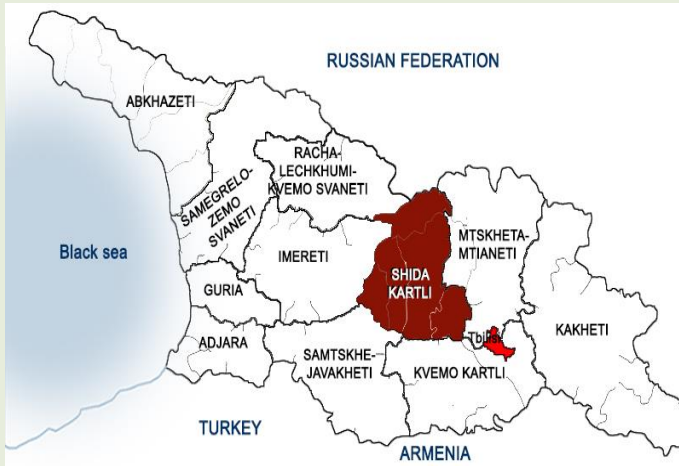 RUSSIAN FEDERATION
ABKHAZETI
RACHA-
LECHKHUMI-
KVEMO SVANETI
SAMEGRELO-
ZEMO
SVANETI
MTSKHETA-
MTIANETI
Black sea
IMERETI
SHIDA
KARTLI
GURIA
KAKHETI
Tbilisi
ADJARA
SAMTSKHE-
JAVAKHETI
KVEMO KARTLI
TURKEY
ARMENIA